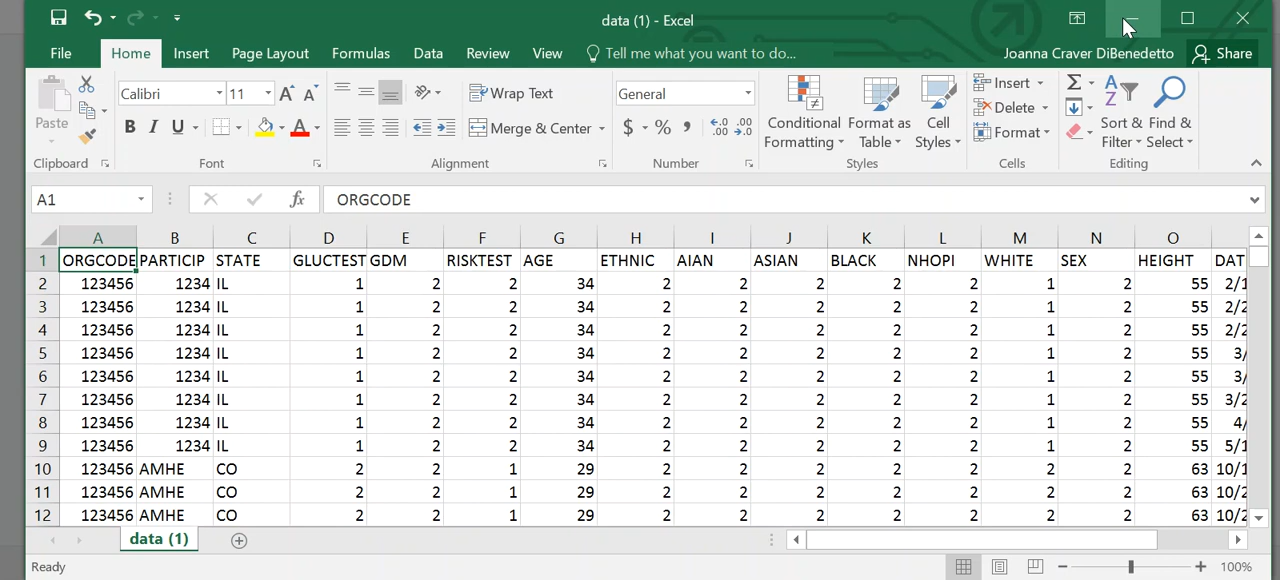 data (1) - Excel
File Home Insert Page Layout Formulas Data Review View Tell me what you want to do... Joanna Craver DiBenedetto Share
Paste Calibri 11 A A Wrap Text General Conditional Formatting Format as Table Cell Styles Insert Σ Sort & Filter Find & Select
B I U A Merge & Center $ % , .0 .00 .00 .0 Delete Format
Clipboard Font Alignment Number Styles Cells Editing
A1 fx ORGCODE
A B C D E F G H I J K L M N O
1 ORGCODE PARTICIP STATE GLUCTEST GDM RISKTEST AGE ETHNIC AIAN ASIAN BLACK NHOPI WHITE SEX HEIGHT DAT
2 123456 1234 IL 1 2 2 34 2 2 2 2 2 1 2 55 2/1
3 123456 1234 IL 1 2 2 34 2 2 2 2 2 1 2 55 2/2
4 123456 1234 IL 1 2 2 34 2 2 2 2 2 1 2 55 2/2
5 123456 1234 IL 1 2 2 34 2 2 2 2 2 1 2 55 3/
6 123456 1234 IL 1 2 2 34 2 2 2 2 2 1 2 55 3/
7 123456 1234 IL 1 2 2 34 2 2 2 2 2 1 2 55 3/2
8 123456 1234 IL 1 2 2 34 2 2 2 2 2 1 2 55 4/
9 123456 1234 IL 1 2 2 34 2 2 2 2 2 1 2 55 5/1
10 123456 AMHE CO 2 2 1 29 2 2 2 2 2 2 2 63 10/1
11 123456 AMHE CO 2 2 1 29 2 2 2 2 2 2 2 63 10/2
12 123456 AMHE CO 2 2 1 29 2 2 2 2 2 2 2 63 10/2
data (1)
Ready 100%